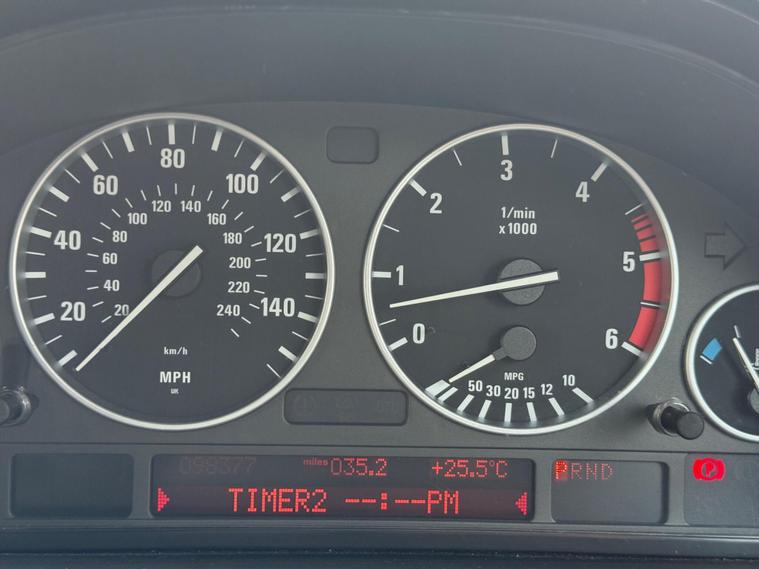 20 40 60 80 100 120 140
20 40 60 80 100 120 140 160 180 200 220 240
km/h
MPH
UK
0 1 2 3 4 5 6
1/min
x1000
MPG
50 30 20 15 12 10
098377 miles 035.2 +25.5°C
PRND
TIMER2 --:--PM